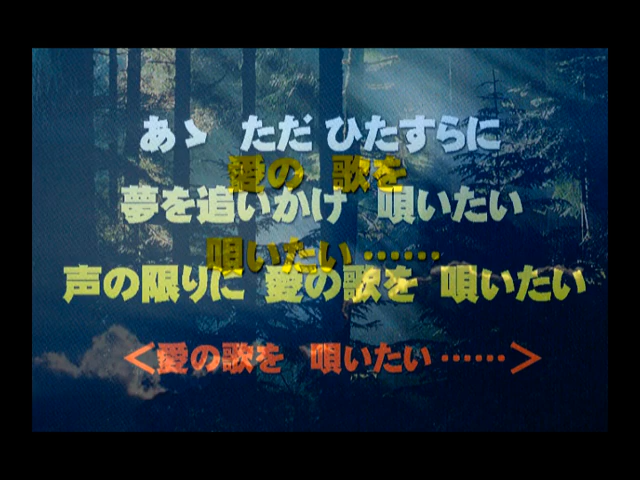 あゝ ただ ひたすらに
愛の 歌を
夢を追いかけ 唄いたい
唄いたい ……
声の限りに 愛の歌を 唄いたい
<愛の歌を 唄いたい ……>